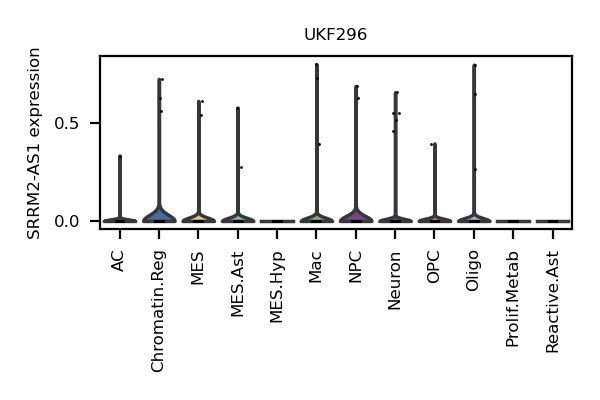 UKF296
SRRM2-AS1 expression
0.5
0.0
AC
Chromatin.Reg
MES
MES.Ast
MES.Hyp
Mac
NPC
Neuron
OPC
Oligo
Prolif.Metab
Reactive.Ast